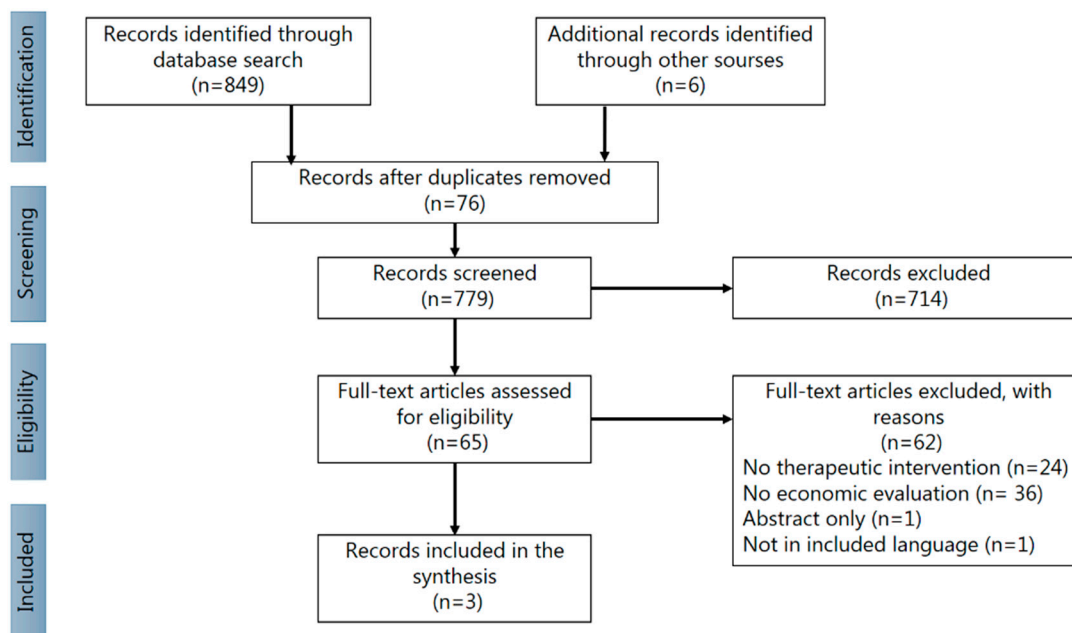 Identification
Records identified through
database search
(n=849)
Additional records identified
through other sourses
(n=6)
Screening
Records after duplicates removed
(n=76)
Records screened
(n=779)
Records excluded
(n=714)
Eligibility
Full-text articles assessed
for eligibility
(n=65)
Full-text articles excluded, with
reasons
(n=62)
No therapeutic intervention (n=24)
No economic evaluation (n= 36)
Abstract only (n=1)
Not in included language (n=1)
Included
Records included in the
synthesis
(n=3)